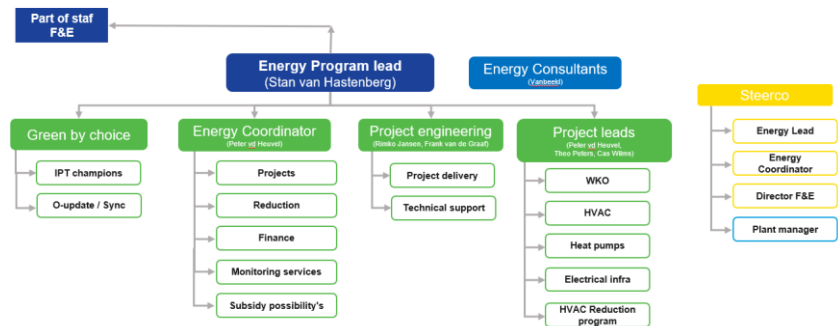 Part of staf
F&E
Energy Program lead
(Stan van Hastenberg)
Energy Consultants
(Vanbeeld)
Steerco
Green by choice
Energy Coordinator
(Peter vd Heuvel)
Project engineering
(Rimko Jansen, Frank van de Graaf)
Project leads
(Peter vd Heuvel,
Theo Peters, Cas Wilms)
Energy Lead
Energy
Coordinator
Director F&E
Plant manager
IPT champions
O-update / Sync
Projects
Reduction
Finance
Monitoring services
Subsidy possibility's
Project delivery
Technical support
WKO
HVAC
Heat pumps
Electrical infra
HVAC Reduction
program